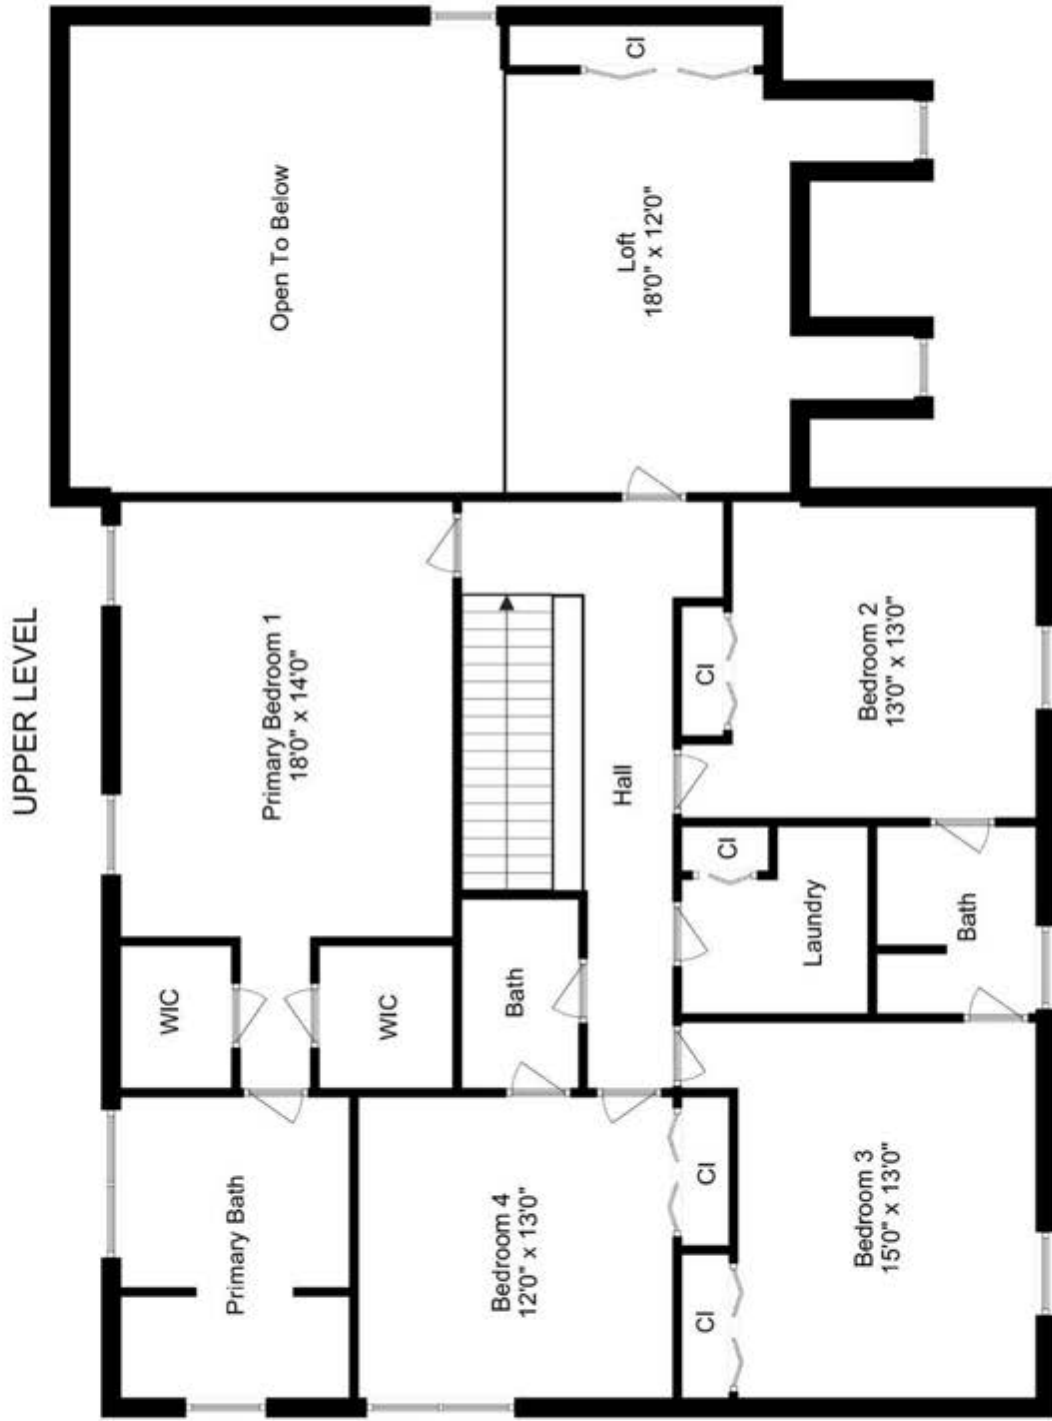 UPPER LEVEL
Open To Below
Cl
Loft
18'0" x 12'0"
Primary Bedroom 1
18'0" x 14'0"
Hall
Cl
Bedroom 2
13'0" x 13'0"
WIC
WIC
Bath
Cl
Laundry
Bath
Primary Bath
Bedroom 4
12'0" x 13'0"
Cl
Cl
Bedroom 3
15'0" x 13'0"